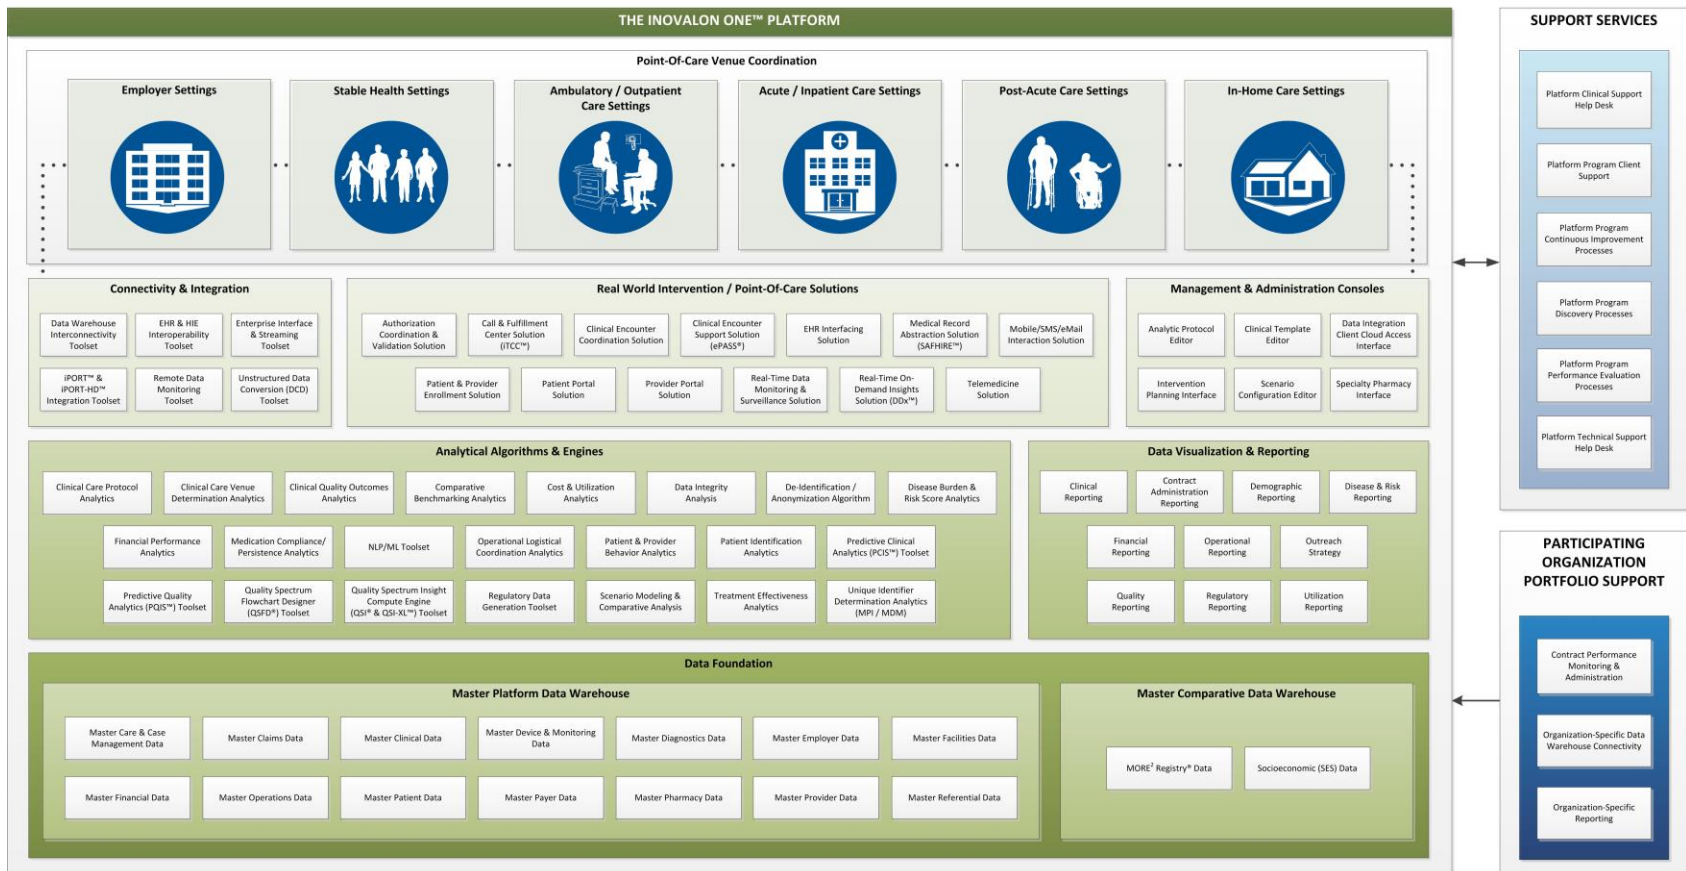 THE INOVALON ONE™ PLATFORM
Point-Of-Care Venue Coordination
Employer Settings
Stable Health Settings
Ambulatory / Outpatient
Care Settings
Acute / Inpatient Care Settings
Post-Acute Care Settings
In-Home Care Settings
Connectivity & Integration
Data Warehouse
Interconnectivity
Toolset
EHR & HIE
Interoperability
Toolset
Enterprise Interface
& Streaming
Toolset
iPORT™ &
iPORT-HD™
Integration Toolset
Remote Data
Monitoring
Toolset
Unstructured Data
Conversion (DCD)
Toolset
Real World Intervention / Point-Of-Care Solutions
Authorization
Coordination &
Validation Solution
Call & Fulfillment
Center Solution
(iTCC™)
Clinical Encounter
Coordination Solution
Clinical Encounter
Support Solution
(ePASS®)
EHR Interfacing
Solution
Medical Record
Abstraction Solution
(SAFHIRE™)
Mobile/SMS/eMail
Interaction Solution
Patient & Provider
Enrollment Solution
Patient Portal
Solution
Provider Portal
Solution
Real-Time Data
Monitoring &
Surveillance Solution
Real-Time On-
Demand Insights
Solution (DDx™)
Telemedicine
Solution
Management & Administration Consoles
Analytic Protocol
Editor
Clinical Template
Editor
Data Integration
Client Cloud Access
Interface
Intervention
Planning Interface
Scenario
Configuration Editor
Specialty Pharmacy
Interface
Analytical Algorithms & Engines
Clinical Care Protocol
Analytics
Clinical Care Venue
Determination Analytics
Clinical Quality Outcomes
Analytics
Comparative
Benchmarking Analytics
Cost & Utilization
Analytics
Data Integrity
Analysis
De-Identification /
Anonymization Algorithm
Disease Burden &
Risk Score Analytics
Financial Performance
Analytics
Medication Compliance/
Persistence Analytics
NLP/ML Toolset
Operational Logistical
Coordination Analytics
Patient & Provider
Behavior Analytics
Patient Identification
Analytics
Predictive Clinical
Analytics (PCIS™) Toolset
Predictive Quality
Analytics (PQIS™) Toolset
Quality Spectrum
Flowchart Designer
(QSFD®) Toolset
Quality Spectrum Insight
Compute Engine
(QSI® & QSI-XL™) Toolset
Regulatory Data
Generation Toolset
Scenario Modeling &
Comparative Analysis
Treatment Effectiveness
Analytics
Unique Identifier
Determination Analytics
(MPI / MDM)
Data Visualization & Reporting
Clinical
Reporting
Contract
Administration
Reporting
Demographic
Reporting
Disease & Risk
Reporting
Financial
Reporting
Operational
Reporting
Outreach
Strategy
Quality
Reporting
Regulatory
Reporting
Utilization
Reporting
Data Foundation
Master Platform Data Warehouse
Master Care & Case
Management Data
Master Claims Data
Master Clinical Data
Master Device & Monitoring
Data
Master Diagnostics Data
Master Employer Data
Master Facilities Data
Master Financial Data
Master Operations Data
Master Patient Data
Master Payer Data
Master Pharmacy Data
Master Provider Data
Master Referential Data
Master Comparative Data Warehouse
MORE² Registry® Data
Socioeconomic (SES) Data
SUPPORT SERVICES
Platform Clinical Support
Help Desk
Platform Program Client
Support
Platform Program
Continuous Improvement
Processes
Platform Program
Discovery Processes
Platform Program
Performance Evaluation
Processes
Platform Technical Support
Help Desk
PARTICIPATING
ORGANIZATION
PORTFOLIO SUPPORT
Contract Performance
Monitoring &
Administration
Organization-Specific Data
Warehouse Connectivity
Organization-Specific
Reporting